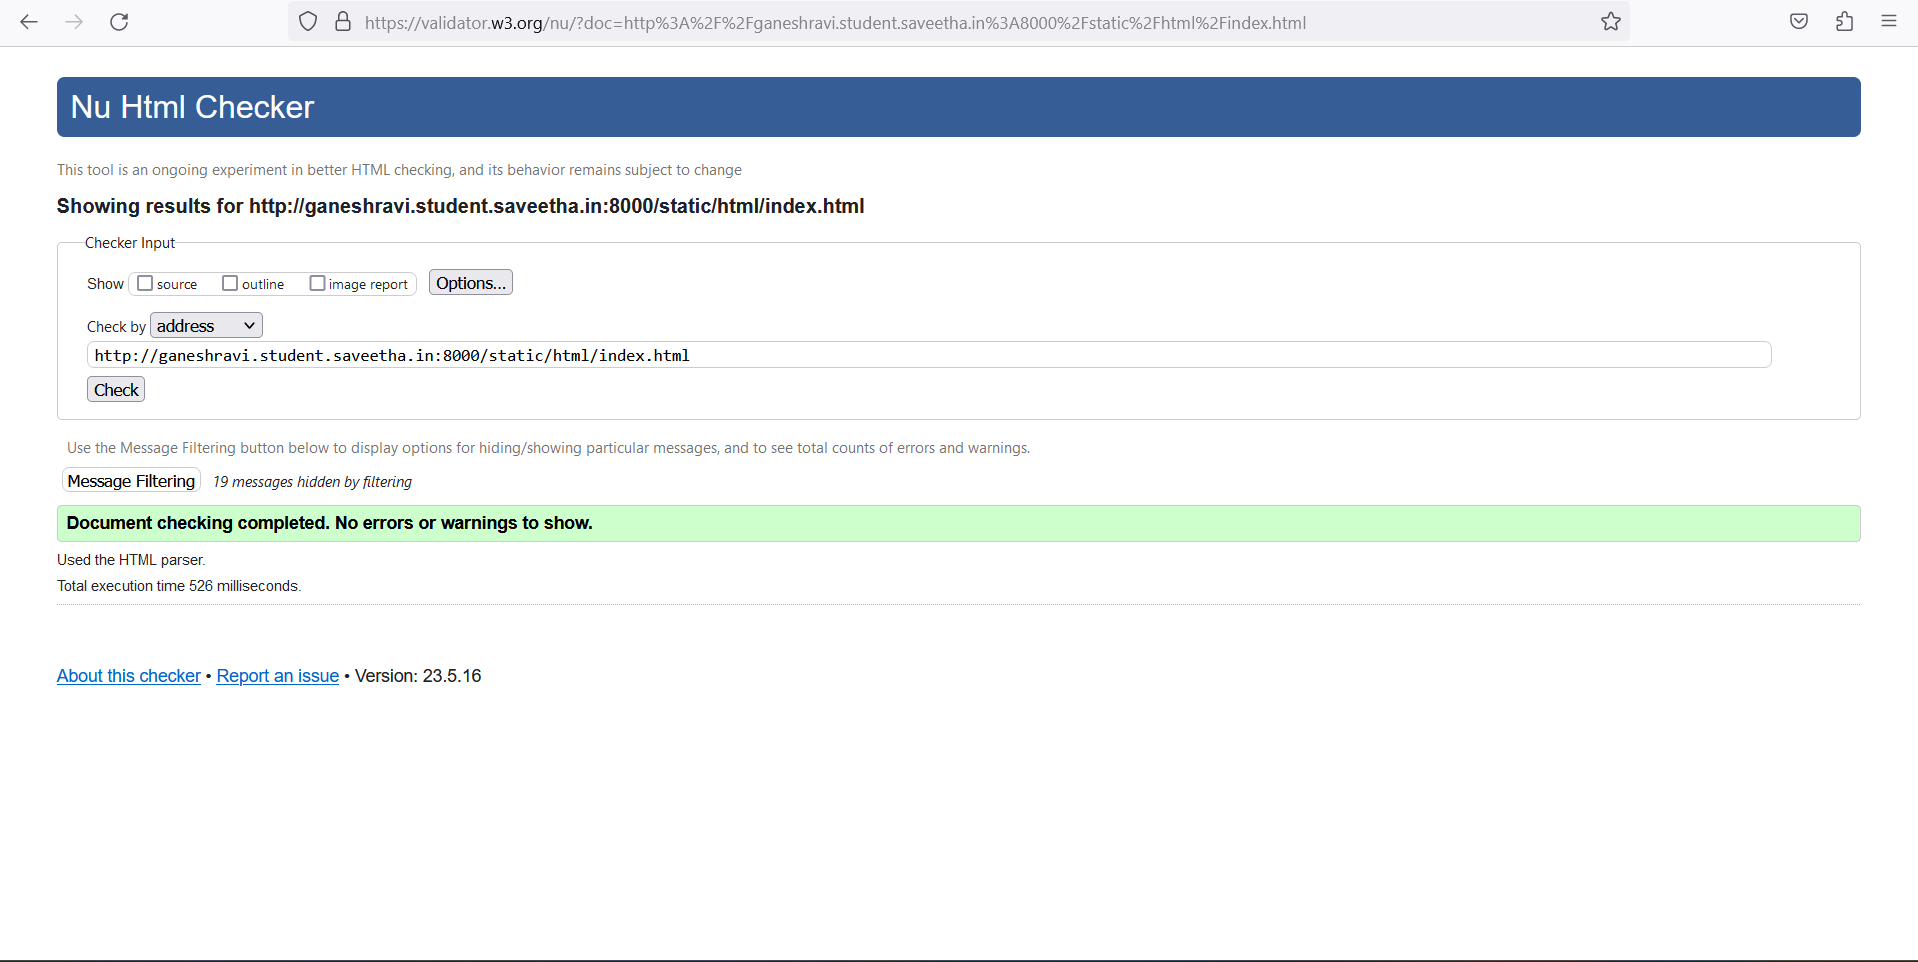 https://validator.w3.org/nu/?doc=http%3A%2F%2Fganeshravi.student.saveetha.in%3A8000%2Fstatic%2Fhtml%2Findex.html
Nu Html Checker
This tool is an ongoing experiment in better HTML checking, and its behavior remains subject to change
Showing results for http://ganeshravi.student.saveetha.in:8000/static/html/index.html
Checker Input
Show source outline image report Options...
Check by address
http://ganeshravi.student.saveetha.in:8000/static/html/index.html
Check
Use the Message Filtering button below to display options for hiding/showing particular messages, and to see total counts of errors and warnings.
Message Filtering 19 messages hidden by filtering
Document checking completed. No errors or warnings to show.
Used the HTML parser.
Total execution time 526 milliseconds.
About this checker • Report an issue • Version: 23.5.16